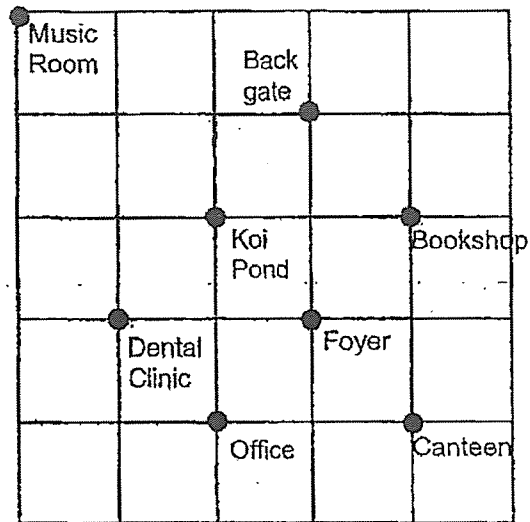 Music
Room
Back
gate
Koi
Pond
Bookshop
Dental
Clinic
Foyer
Office
Canteen